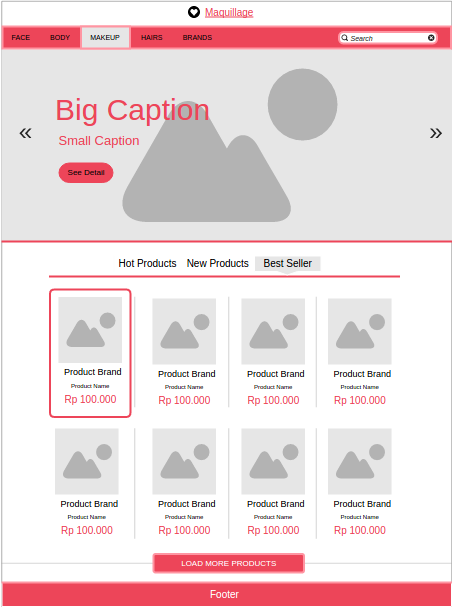 Maquillage
FACE BODY MAKEUP HAIRS BRANDS Search
Big Caption
Small Caption
« »
See Detail
Hot Products New Products Best Seller
Product Brand Product Brand Product Brand Product Brand
Product Name Product Name Product Name Product Name
Rp 100.000 Rp 100.000 Rp 100.000 Rp 100.000
Product Brand Product Brand Product Brand Product Brand
Product Name Product Name Product Name Product Name
Rp 100.000 Rp 100.000 Rp 100.000 Rp 100.000
LOAD MORE PRODUCTS
Footer